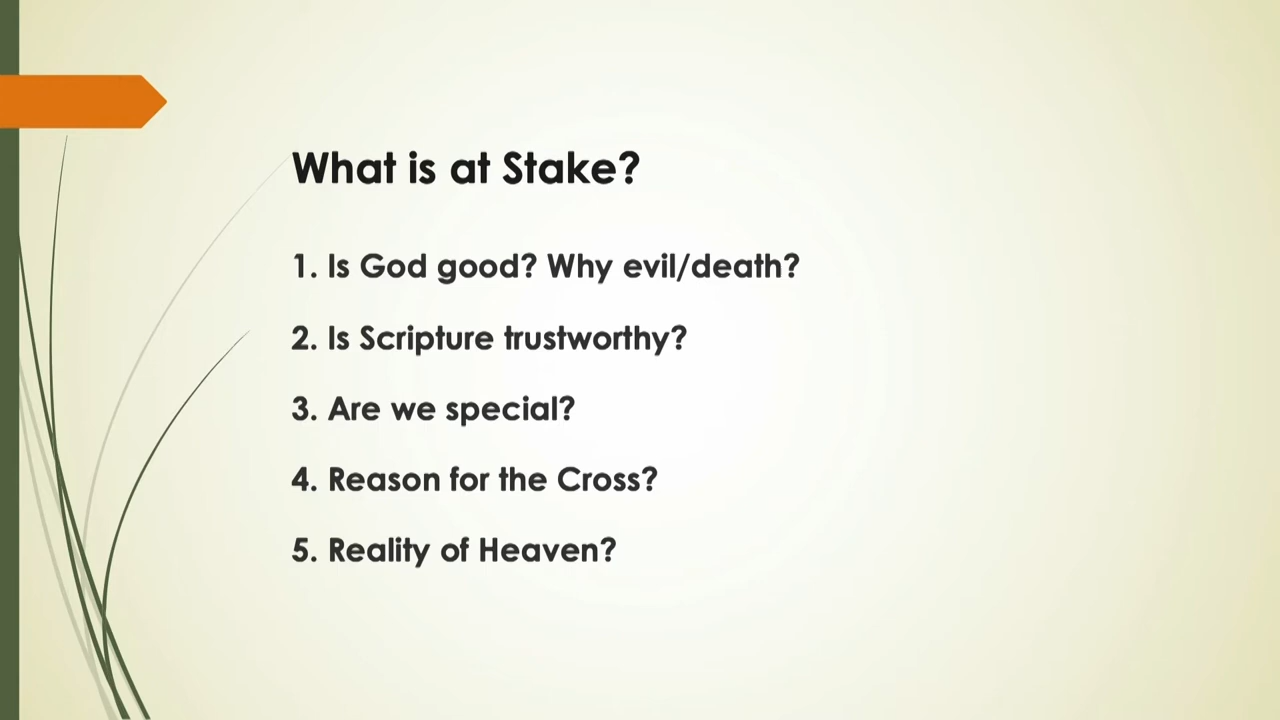 What is at Stake?
1. Is God good? Why evil/death?
2. Is Scripture trustworthy?
3. Are we special?
4. Reason for the Cross?
5. Reality of Heaven?